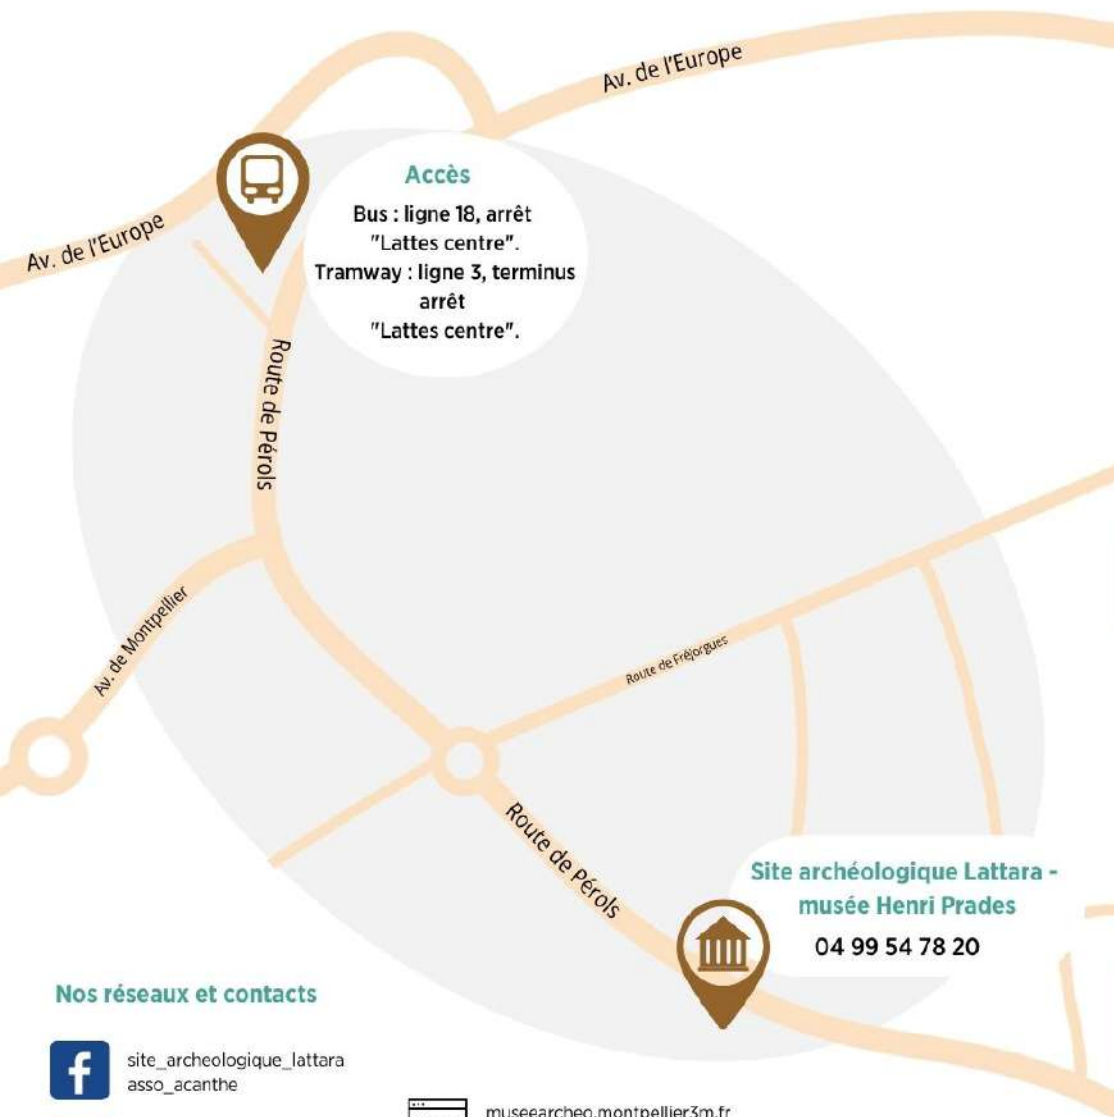 Av. de l'Europe
Av. de l'Europe
Accès
Bus : ligne 18, arrêt
"Lattes centre".
Tramway : ligne 3, terminus
arrêt
"Lattes centre".
Route de Pérols
Av. de Montpellier
Route de Fréjorgues
Route de Pérols
Site archéologique Lattara -
musée Henri Prades
04 99 54 78 20
Nos réseaux et contacts
site_archeologique_lattara
asso_acanthe
museearcheo.montpellier3m.fr